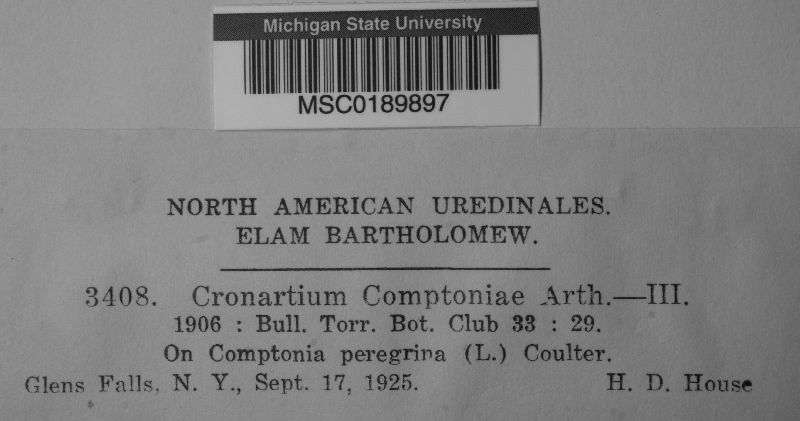 Michigan State University
MSC0189897
NORTH AMERICAN UREDINALES.
ELAM BARTHOLOMEW.
3408. Cronartium Comptoniae Arth.—III.
1906 : Bull. Torr. Bot. Club 33 : 29.
On Comptonia peregrina (L.) Coulter.
Glens Falls, N. Y., Sept. 17, 1925. H. D. House